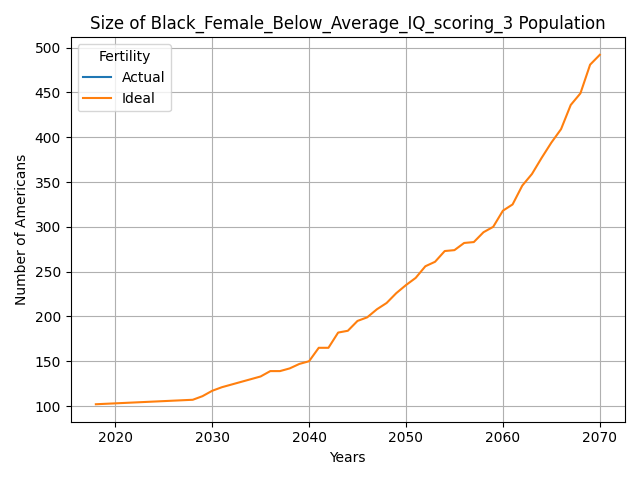 Size of Black_Female_Below_Average_IQ_scoring_3 Population
Fertility
Actual
Ideal
Number of Americans
500
450
400
350
300
250
200
150
100
2020 2030 2040 2050 2060 2070
Years